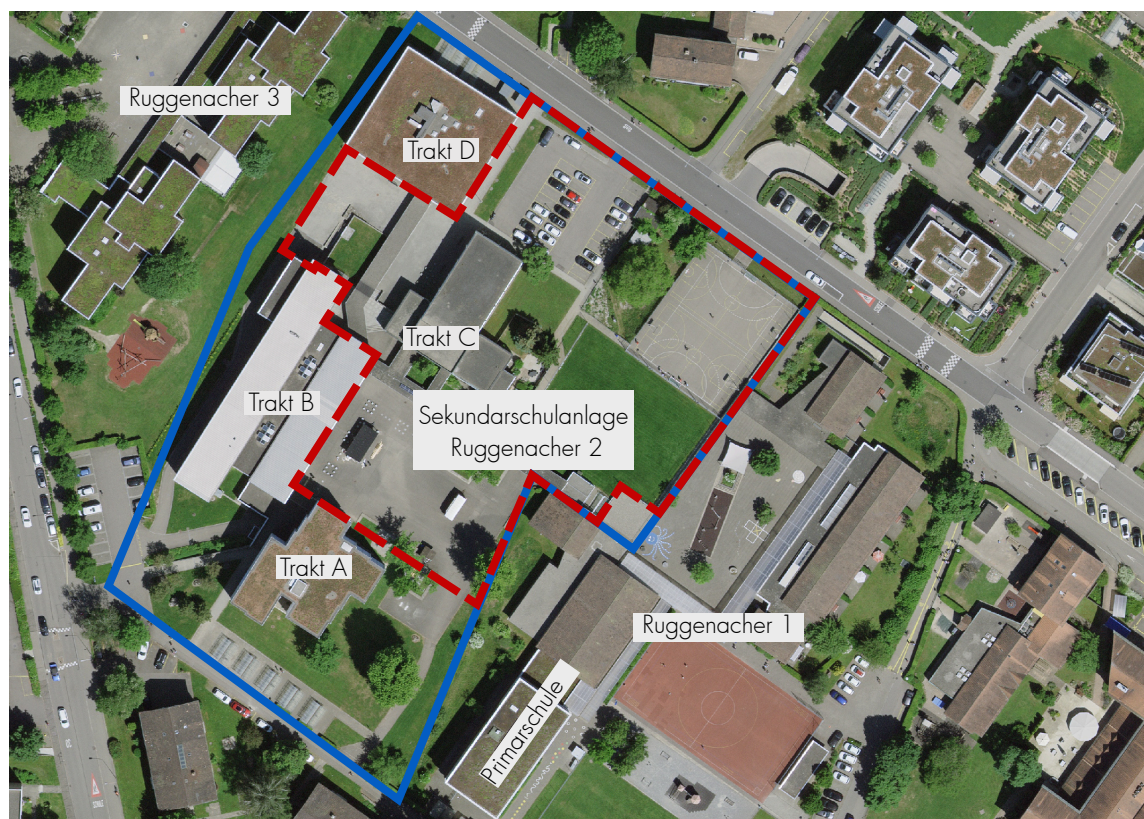 Ruggenacher 3
Trakt D
Trakt C
Trakt B
Sekundarschulanlage
Ruggenacher 2
Trakt A
Ruggenacher 1
Primarschule